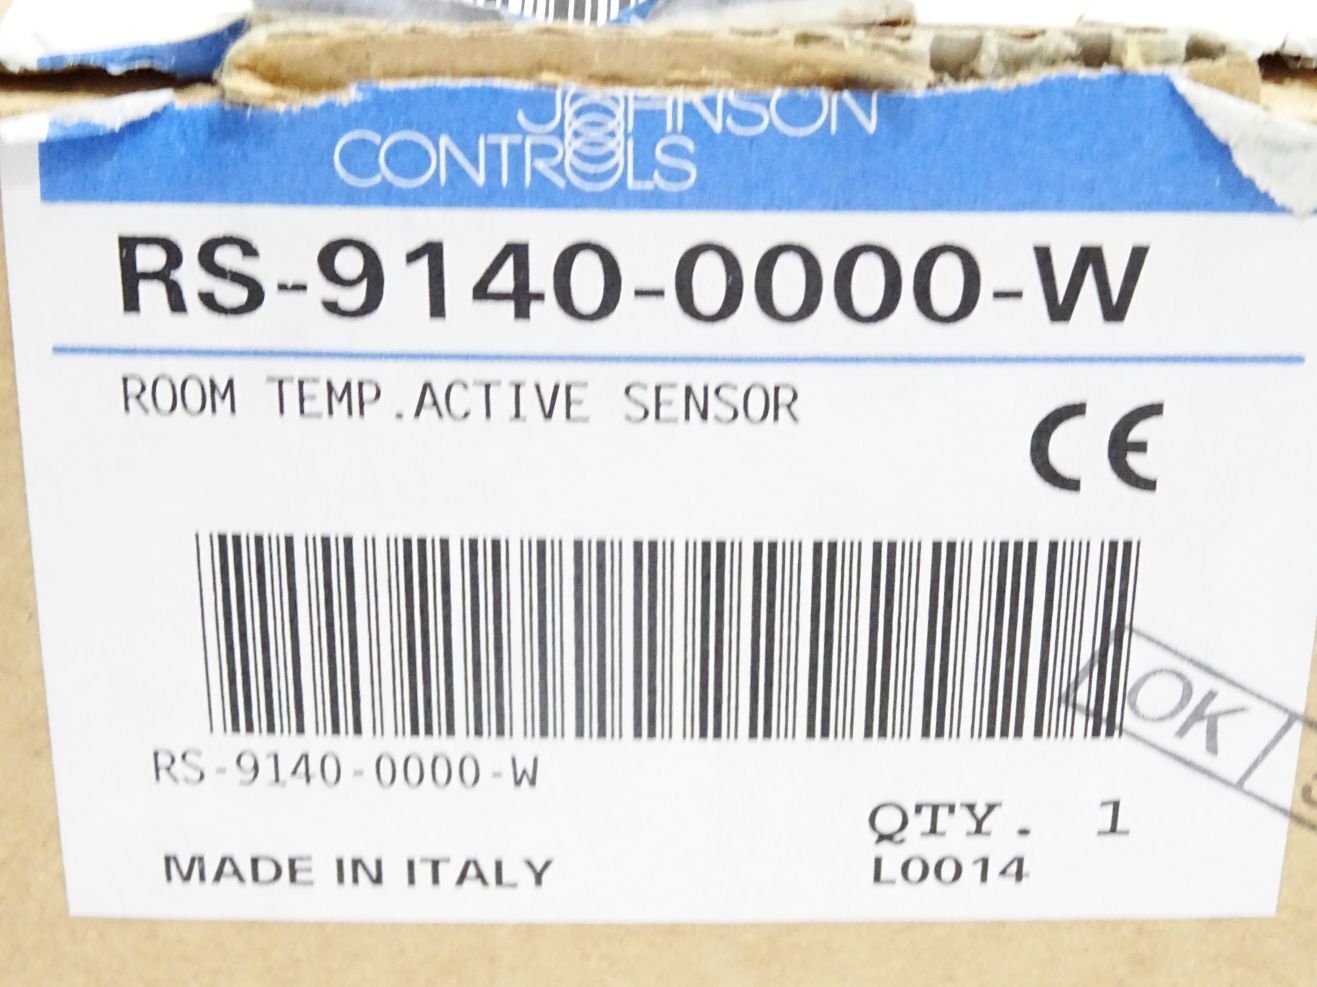 JOHNSON
CONTROLS
RS-9140-0000-W
ROOM TEMP.ACTIVE SENSOR
CE
OK
RS-9140-0000-W
QTY. 1
MADE IN ITALY
L0014